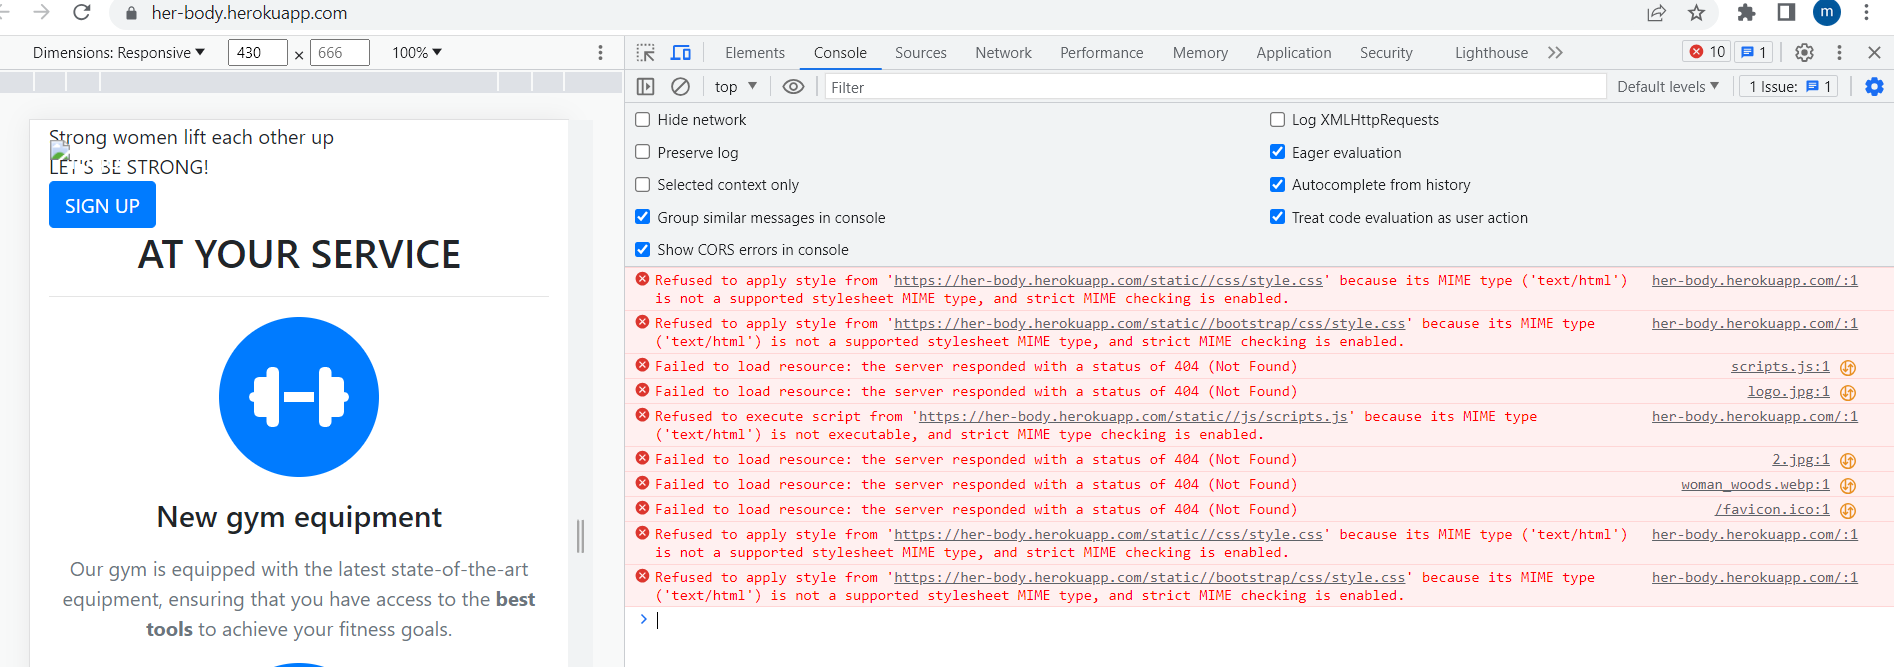 her-body.herokuapp.com
m
Dimensions: Responsive 430 × 666 100%
Elements Console Sources Network Performance Memory Application Security Lighthouse 10 1
top Filter Default levels 1 Issue: 1
Hide network
Log XMLHttpRequests
Preserve log
Eager evaluation
Selected context only
Autocomplete from history
Group similar messages in console
Treat code evaluation as user action
Show CORS errors in console
Strong women lift each other up
LET'S BE STRONG!
SIGN UP
AT YOUR SERVICE
New gym equipment
Our gym is equipped with the latest state-of-the-art
equipment, ensuring that you have access to the best
tools to achieve your fitness goals.
Refused to apply style from 'https://her-body.herokuapp.com/static//css/style.css' because its MIME type ('text/html') her-body.herokuapp.com/:1
is not a supported stylesheet MIME type, and strict MIME checking is enabled.
Refused to apply style from 'https://her-body.herokuapp.com/static//bootstrap/css/style.css' because its MIME type her-body.herokuapp.com/:1
('text/html') is not a supported stylesheet MIME type, and strict MIME checking is enabled.
Failed to load resource: the server responded with a status of 404 (Not Found) scripts.js:1
Failed to load resource: the server responded with a status of 404 (Not Found) logo.jpg:1
Refused to execute script from 'https://her-body.herokuapp.com/static//js/scripts.js' because its MIME type her-body.herokuapp.com/:1
('text/html') is not executable, and strict MIME type checking is enabled.
Failed to load resource: the server responded with a status of 404 (Not Found) 2.jpg:1
Failed to load resource: the server responded with a status of 404 (Not Found) woman_woods.webp:1
Failed to load resource: the server responded with a status of 404 (Not Found) /favicon.ico:1
Refused to apply style from 'https://her-body.herokuapp.com/static//css/style.css' because its MIME type ('text/html') her-body.herokuapp.com/:1
is not a supported stylesheet MIME type, and strict MIME checking is enabled.
Refused to apply style from 'https://her-body.herokuapp.com/static//bootstrap/css/style.css' because its MIME type her-body.herokuapp.com/:1
('text/html') is not a supported stylesheet MIME type, and strict MIME checking is enabled.